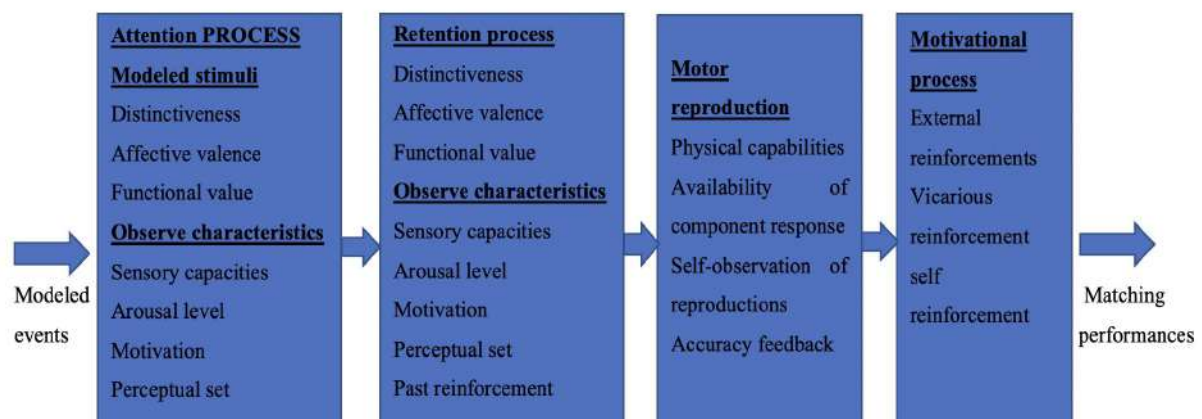 Modeled
events
Attention PROCESS
Modeled stimuli
Distinctiveness
Affective valence
Functional value
Observe characteristics
Sensory capacities
Arousal level
Motivation
Perceptual set
Retention process
Distinctiveness
Affective valence
Functional value
Observe characteristics
Sensory capacities
Arousal level
Motivation
Perceptual set
Past reinforcement
Motor
reproduction
Physical capabilities
Availability of
component response
Self-observation of
reproductions
Accuracy feedback
Motivational
process
External
reinforcements
Vicarious
reinforcement
self
reinforcement
Matching
performances